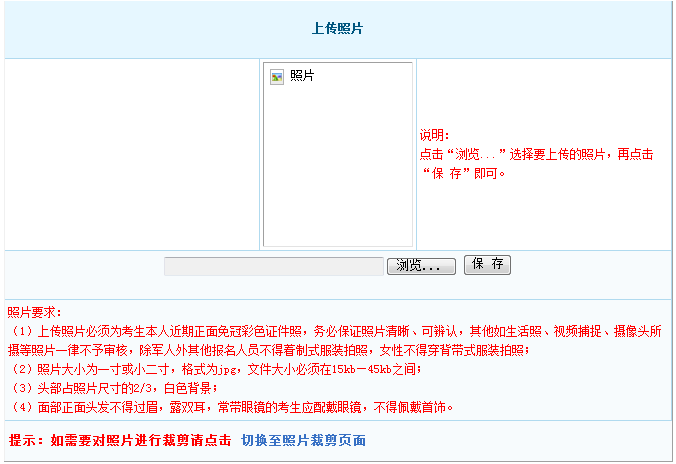 上传照片
照片
说明：
点击“浏览...”选择要上传的照片，再点击
“保 存”即可。
浏览... 保 存
照片要求：
（1）上传照片必须为考生本人近期正面免冠彩色证件照，务必保证照片清晰、可辨认，其他如生活照、视频捕捉、摄像头所
摄等照片一律不予审核，除军人外其他报名人员不得着制式服装拍照，女性不得穿背带式服装拍照；
（2）照片大小为一寸或小二寸，格式为jpg，文件大小必须在15kb－45kb之间；
（3）头部占照片尺寸的2/3，白色背景；
（4）面部正面头发不得过眉，露双耳，常带眼镜的考生应配戴眼镜，不得佩戴首饰。
提示：如需要对照片进行裁剪请点击 切换至照片裁剪页面